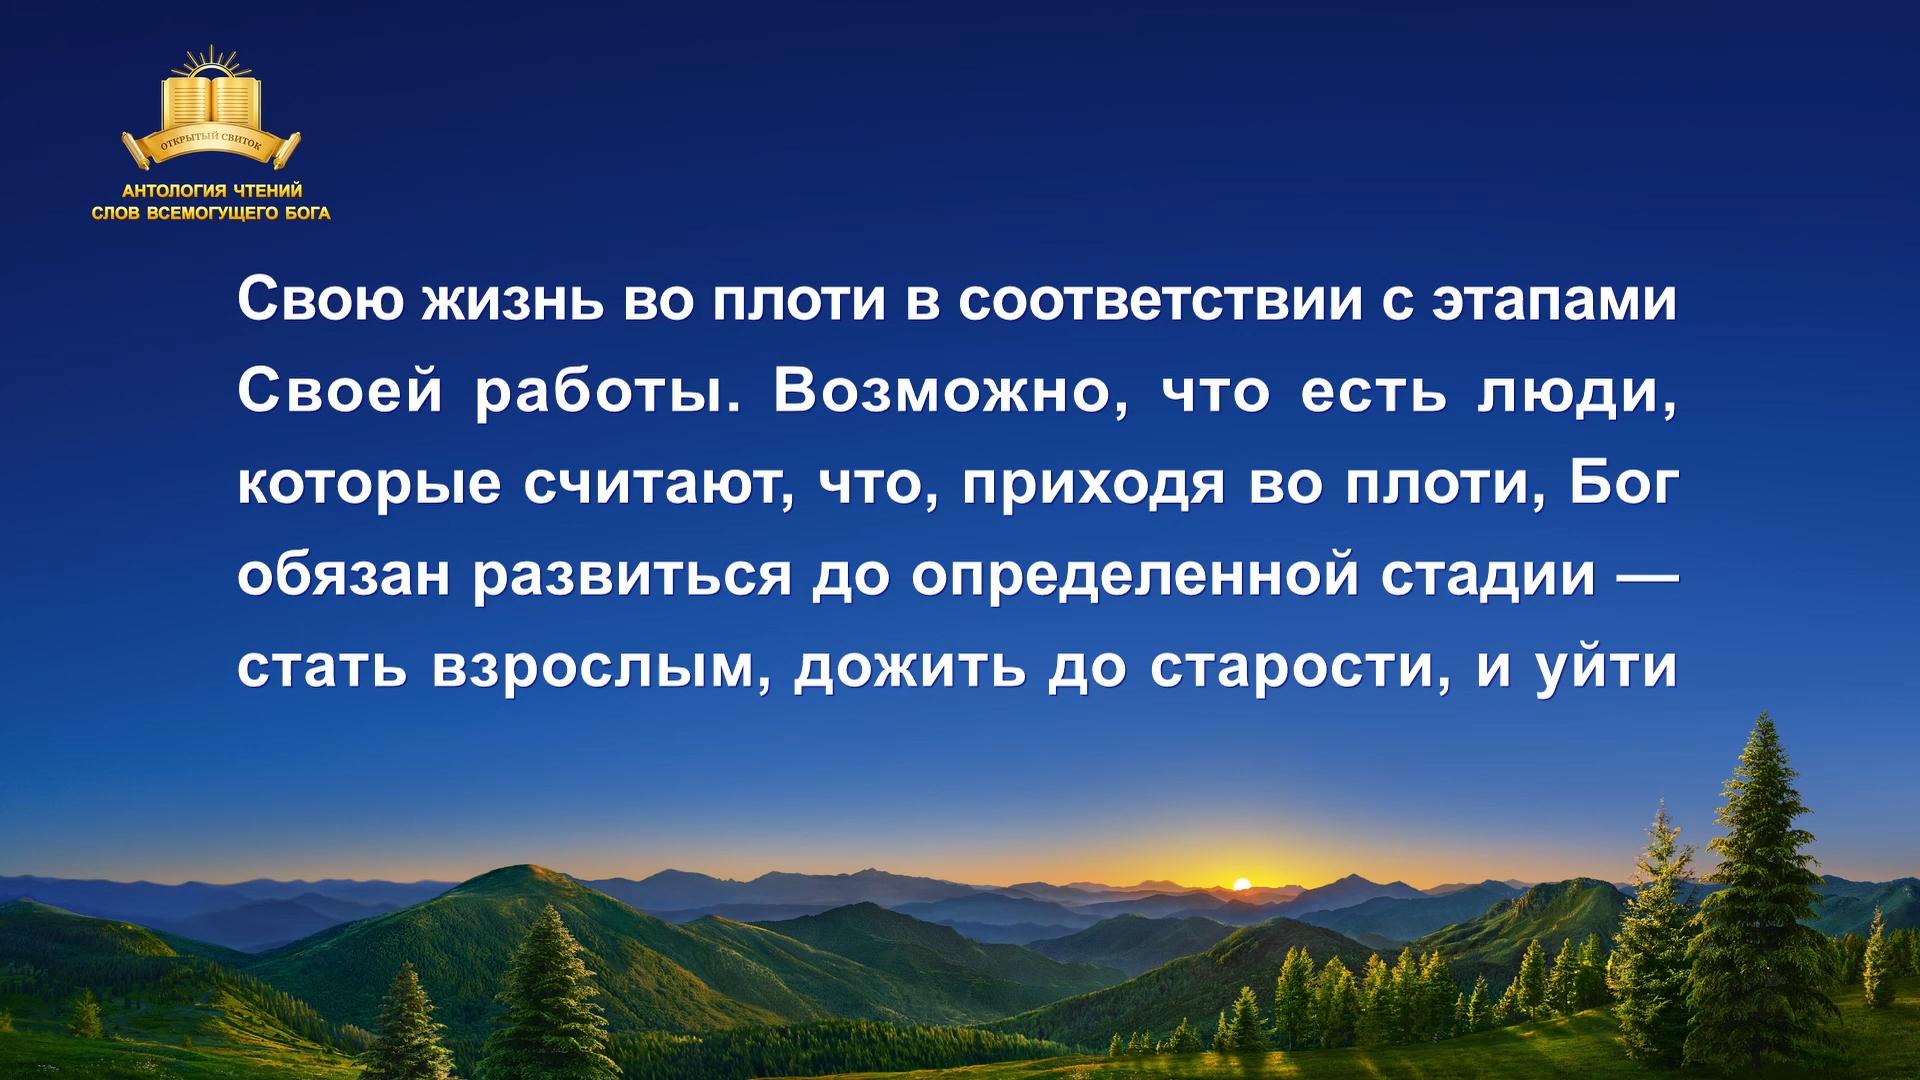 ОТКРЫТЫЙ СВИТОК
АНТОЛОГИЯ ЧТЕНИЙ
СЛОВ ВСЕМОГУЩЕГО БОГА
Свою жизнь во плоти в соответствии с этапами
Своей работы. Возможно, что есть люди,
которые считают, что, приходя во плоти, Бог
обязан развиться до определенной стадии —
стать взрослым, дожить до старости, и уйти